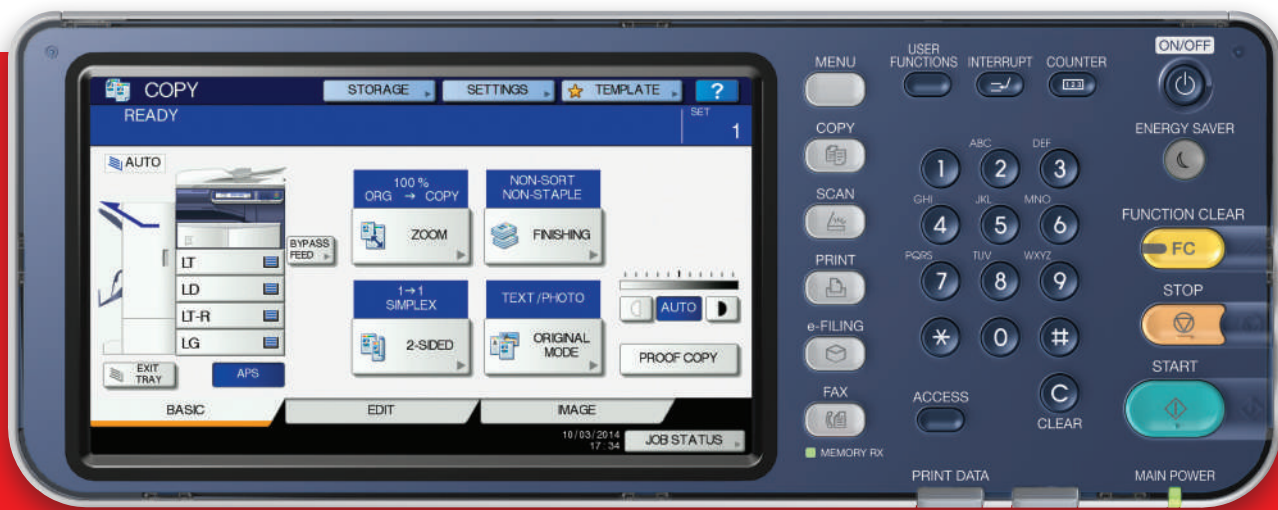 COPY
STORAGE
SETTINGS
TEMPLATE
?
READY
SET
1
AUTO
100 %
ORG → COPY
ZOOM
NON-SORT
NON-STAPLE
FINISHING
BYPASS
FEED
LT
LD
LT-R
LG
1→1
SIMPLEX
2-SIDED
TEXT/PHOTO
ORIGINAL
MODE
AUTO
PROOF COPY
EXIT
TRAY
APS
BASIC
EDIT
IMAGE
10/03/2014
17:34
JOB STATUS
MENU
USER
FUNCTIONS
INTERRUPT
COUNTER
123
ON/OFF
COPY
ENERGY SAVER
SCAN
PRINT
e-FILING
FAX
MEMORY RX
1
ABC
2
DEF
3
GHI
4
JKL
5
MNO
6
PQRS
7
TUV
8
WXYZ
9
*
0
#
ACCESS
C
CLEAR
FUNCTION CLEAR
FC
STOP
START
PRINT DATA
MAIN POWER